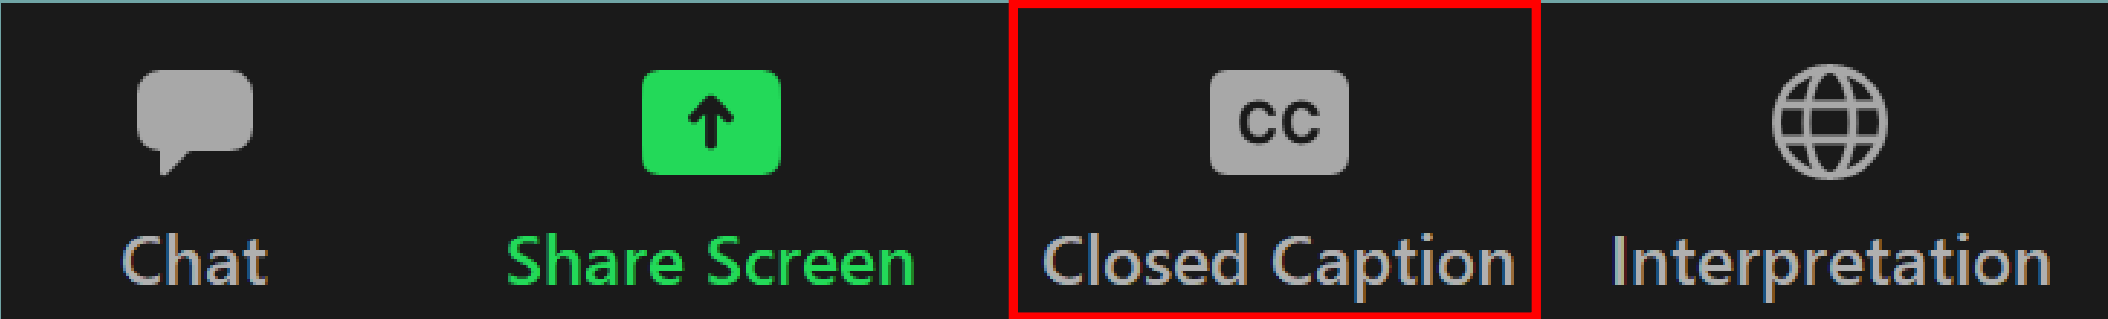 CC
Chat
Share Screen
Closed Caption
Interpretation